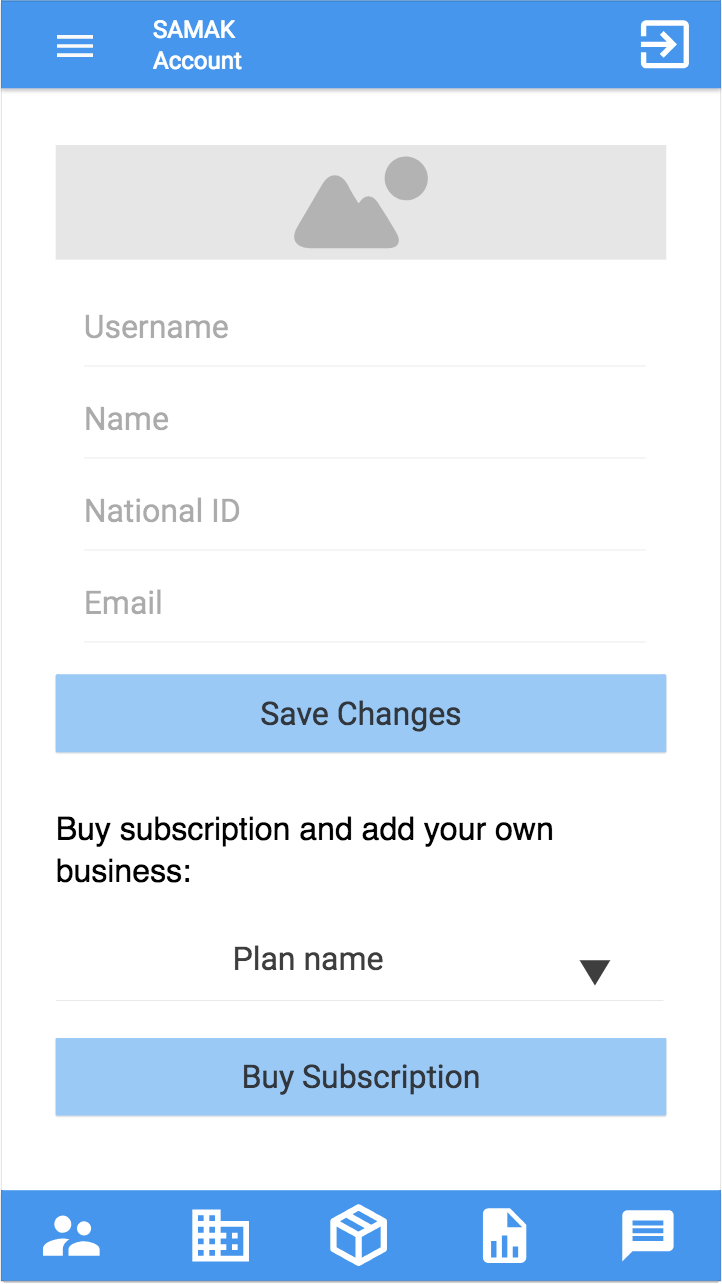 SAMAK
Account
Username
Name
National ID
Email
Save Changes
Buy subscription and add your own
business:
Plan name
Buy Subscription